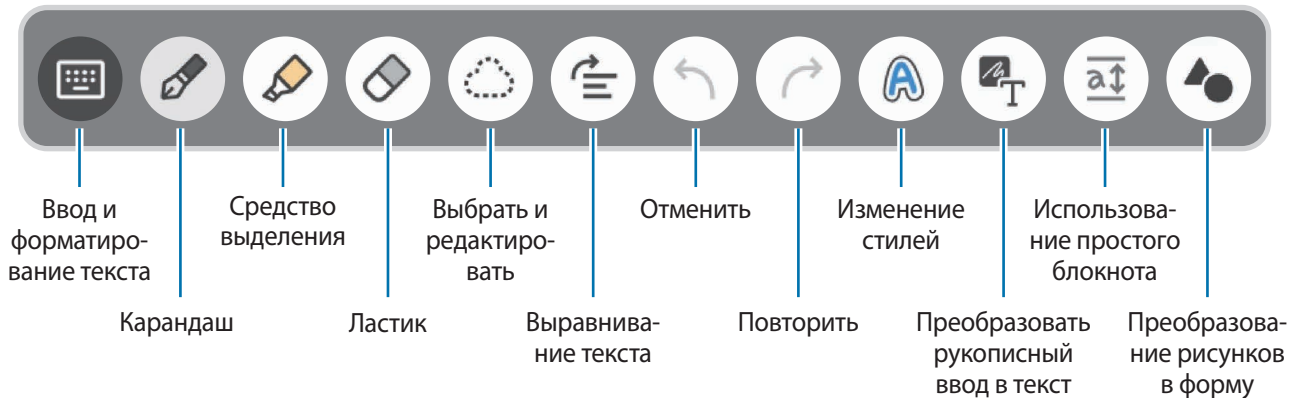 Ввод и
форматиро-
вание текста
Средство
выделения
Выбрать и
редактиро-
вать
Отменить
Изменение
стилей
Использова-
ние простого
блокнота
Карандаш
Ластик
Выравнива-
ние текста
Повторить
Преобразовать
рукописный
ввод в текст
Преобразова-
ние рисунков
в форму